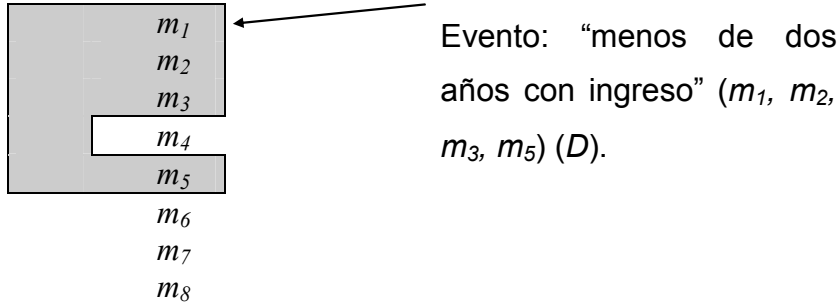 m₁
m₂
m₃
m₄
m₅
m₆
m₇
m₈
Evento: “menos de dos
años con ingreso” (m₁, m₂,
m₃, m₅) (D).